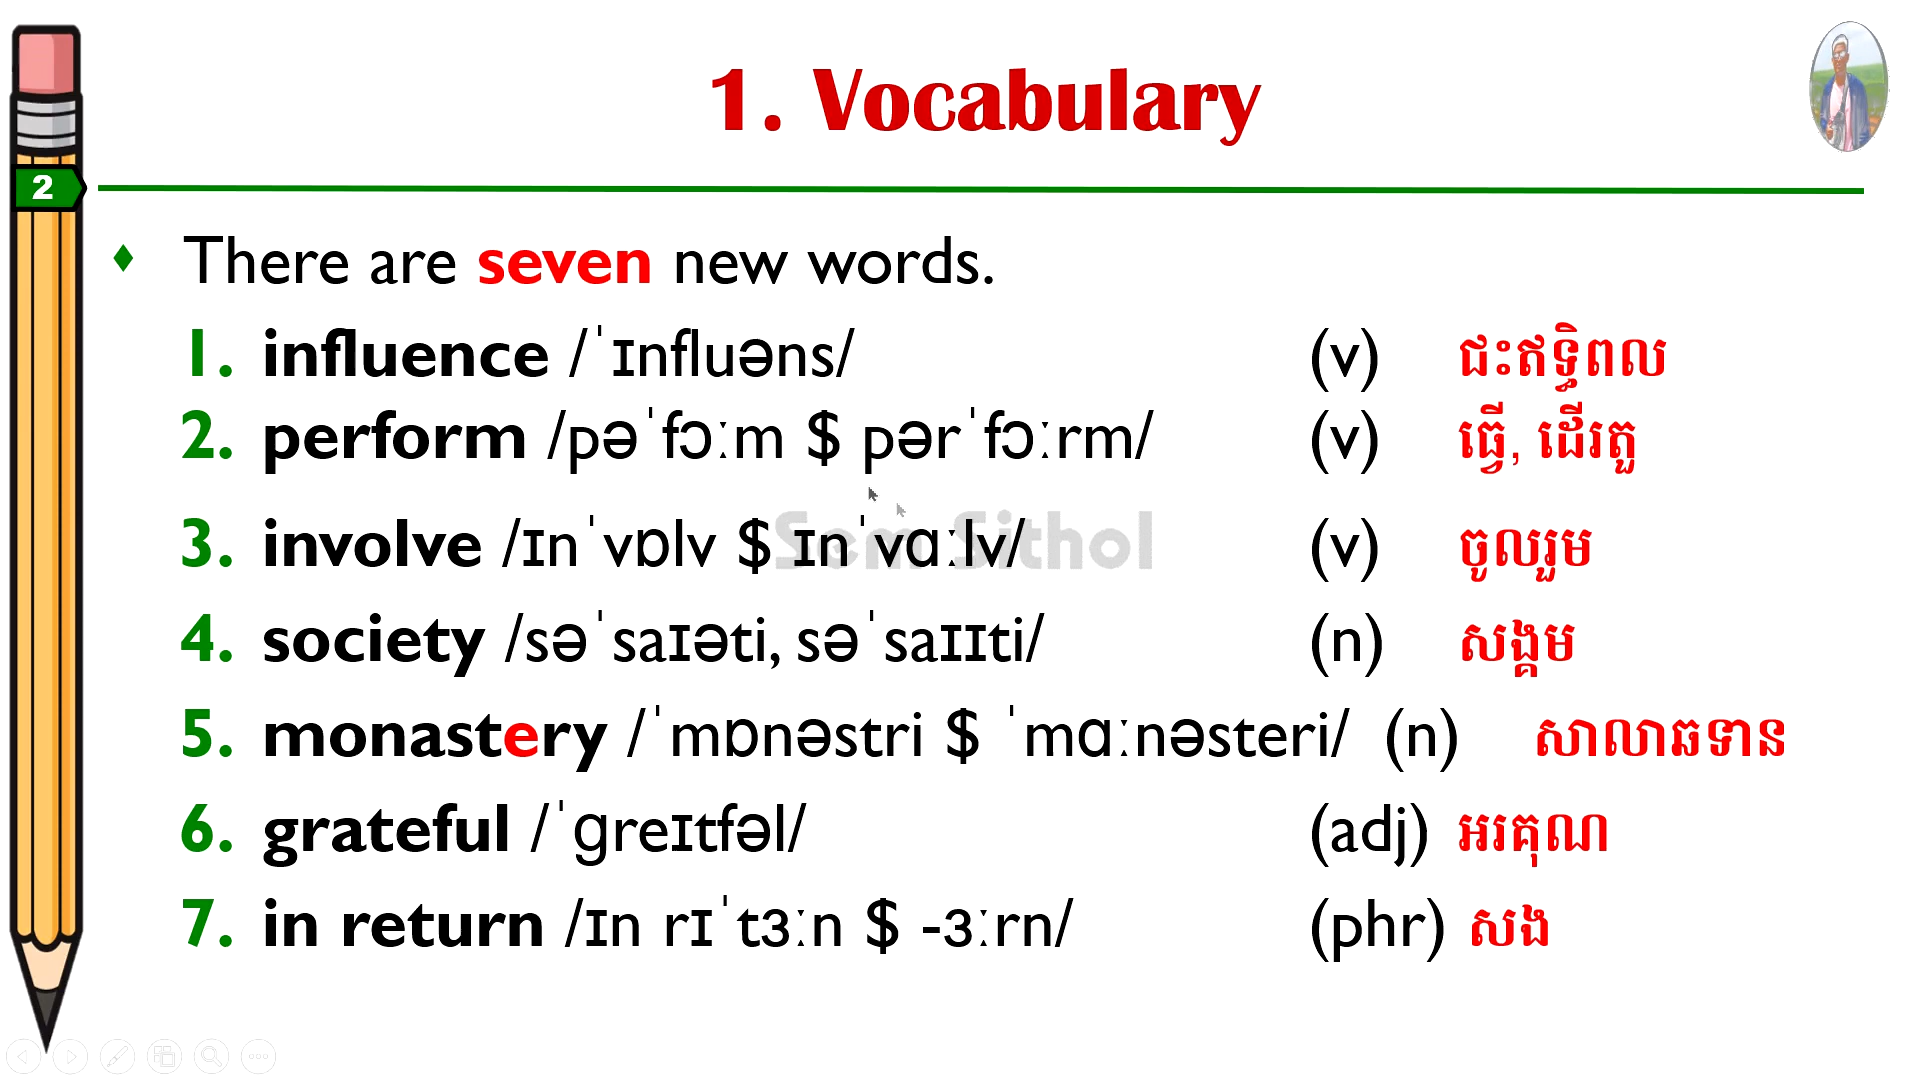 1. Vocabulary
2
There are seven new words.
1. influence /ˈɪnfluəns/ (v) ជះឥទ្ធិពល
2. perform /pəˈfɔːm $ pərˈfɔːrm/ (v) ធ្វើ, ដើរតួ
Sem Sithol
3. involve /ɪnˈvɒlv $ ɪnˈvɑːlv/ (v) ចូលរួម
4. society /səˈsaɪəti, səˈsaɪɪti/ (n) សង្គម
5. monastery /ˈmɒnəstri $ ˈmɑːnəsteri/ (n) សាលាឆទាន
6. grateful /ˈɡreɪtfəl/ (adj) អរគុណ
7. in return /ɪn rɪˈtɜːn $ -ɜːrn/ (phr) សង